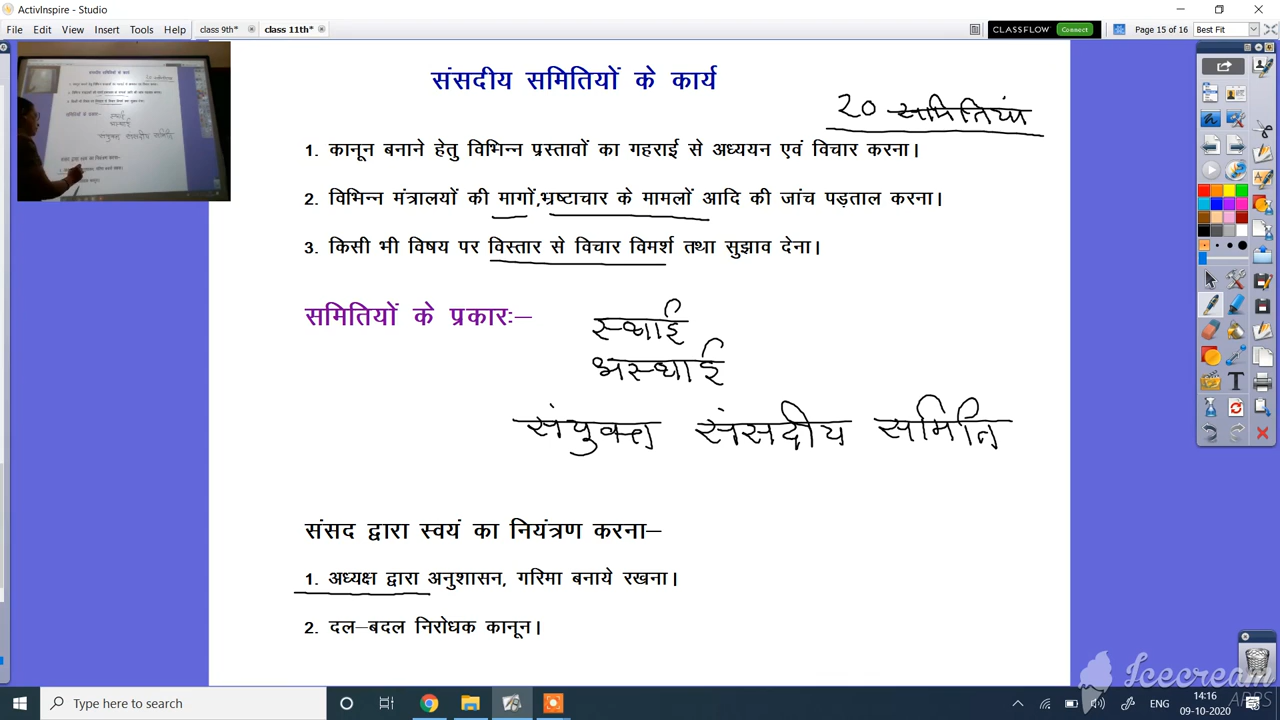 ActivInspire - Studio
File Edit View Insert Tools Help class 9th* class 11th* CLASSFLOW Connect Page 15 of 16 Best Fit
संसदीय समितियों के कार्य
20 समितियां
1. कानून बनाने हेतु विभिन्न प्रस्तावों का गहराई से अध्ययन एवं विचार करना।
2. विभिन्न मंत्रालयों की मागों,भ्रष्टाचार के मामलों आदि की जांच पड़ताल करना।
3. किसी भी विषय पर विस्तार से विचार विमर्श तथा सुझाव देना।
समितियों के प्रकारः–
स्थाई
अस्थाई
संयुक्त संसदीय समिति
संसद द्वारा स्वयं का नियंत्रण करना–
1. अध्यक्ष द्वारा अनुशासन, गरिमा बनाये रखना।
2. दल–बदल निरोधक कानून।
Icecream
APPS
Type here to search
ENG
14:16
09-10-2020